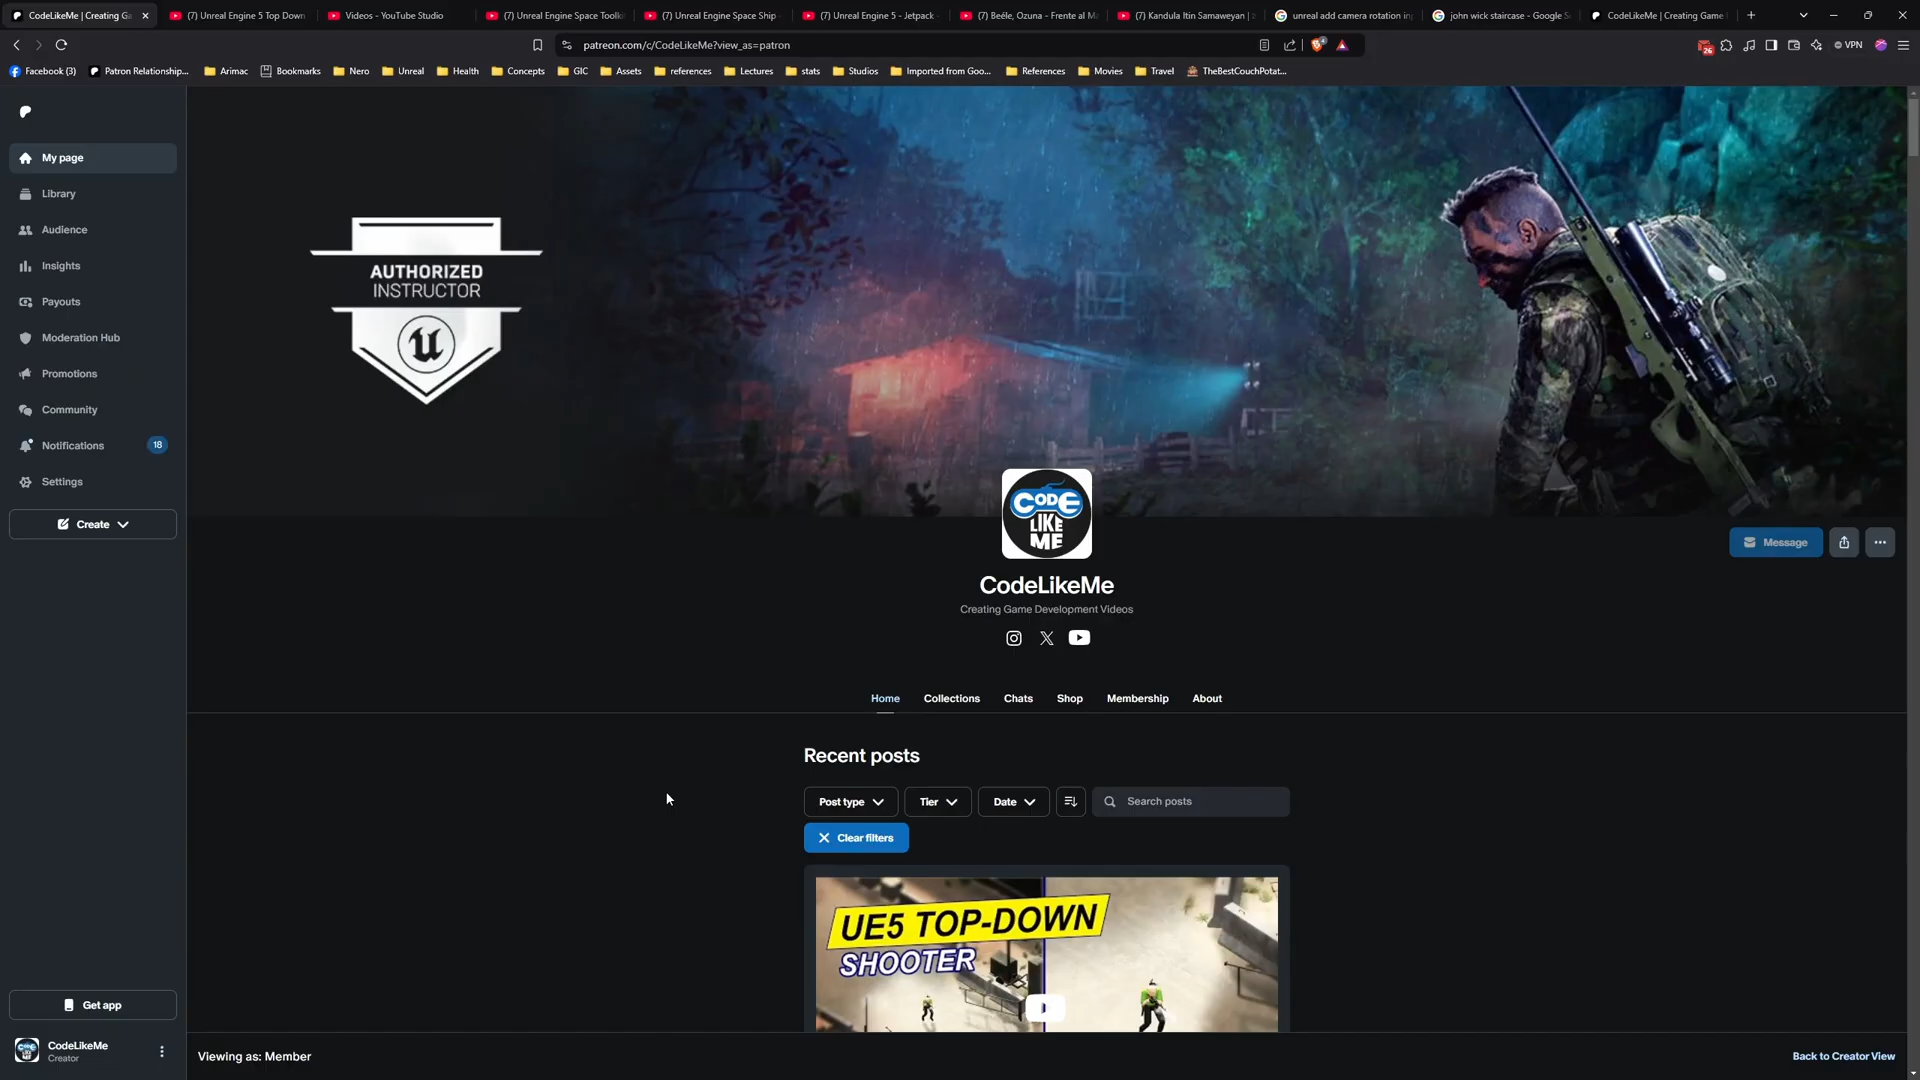 CodeLikeMe | Creating Ga
(7) Unreal Engine 5 Top Down
Videos - YouTube Studio
(7) Unreal Engine Space Toolki
(7) Unreal Engine Space Ship -
(7) Unreal Engine 5 - Jetpack -
(7) Beéle, Ozuna - Frente al Ma
(7) Kandula Itin Samaweyan |
unreal add camera rotation in
john wick staircase - Google Se
CodeLikeMe | Creating Game
patreon.com/c/CodeLikeMe?view_as=patron
26
VPN
Facebook (3)
Patron Relationship...
Arimac
Bookmarks
Nero
Unreal
Health
Concepts
GIC
Assets
references
Lectures
stats
Studios
Imported from Goo...
References
Movies
Travel
TheBestCouchPotat...
My page
Library
Audience
Insights
Payouts
Moderation Hub
Promotions
Community
Notifications
18
Settings
Create
AUTHORIZED
INSTRUCTOR
CODE
LIKE
ME
Message
CodeLikeMe
Creating Game Development Videos
Home
Collections
Chats
Shop
Membership
About
Recent posts
Post type
Tier
Date
Search posts
Clear filters
UE5 TOP-DOWN
SHOOTER
Get app
CodeLikeMe
Creator
Viewing as: Member
Back to Creator View